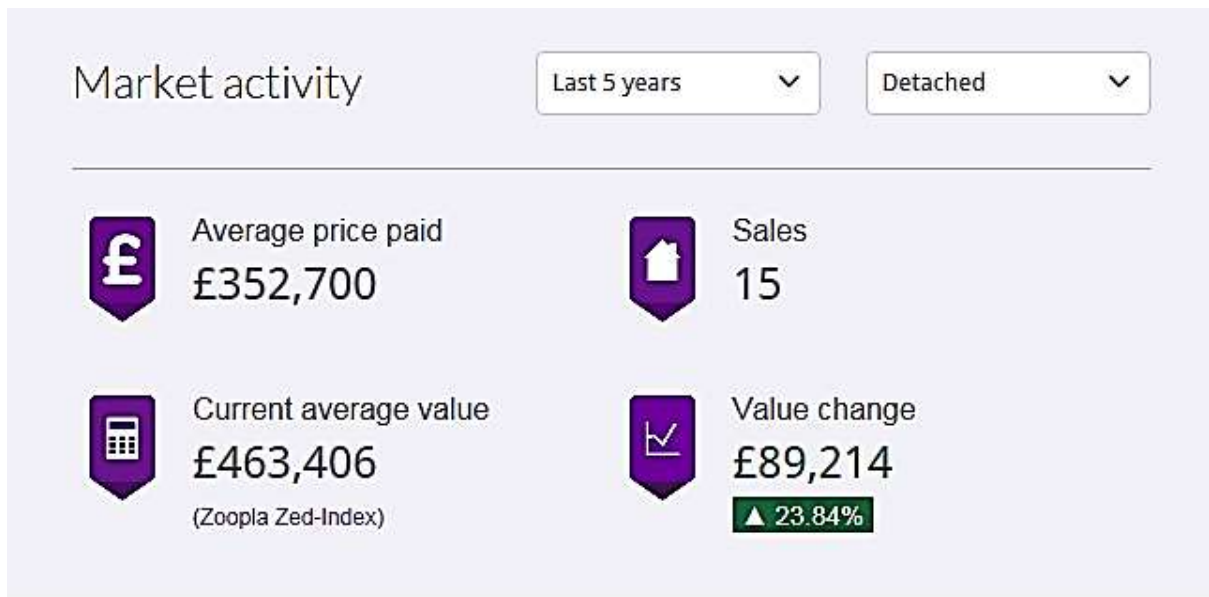 Market activity
Last 5 years
Detached
Average price paid
£352,700
Sales
15
Current average value
£463,406
(Zoopla Zed-Index)
Value change
£89,214
▲ 23.84%